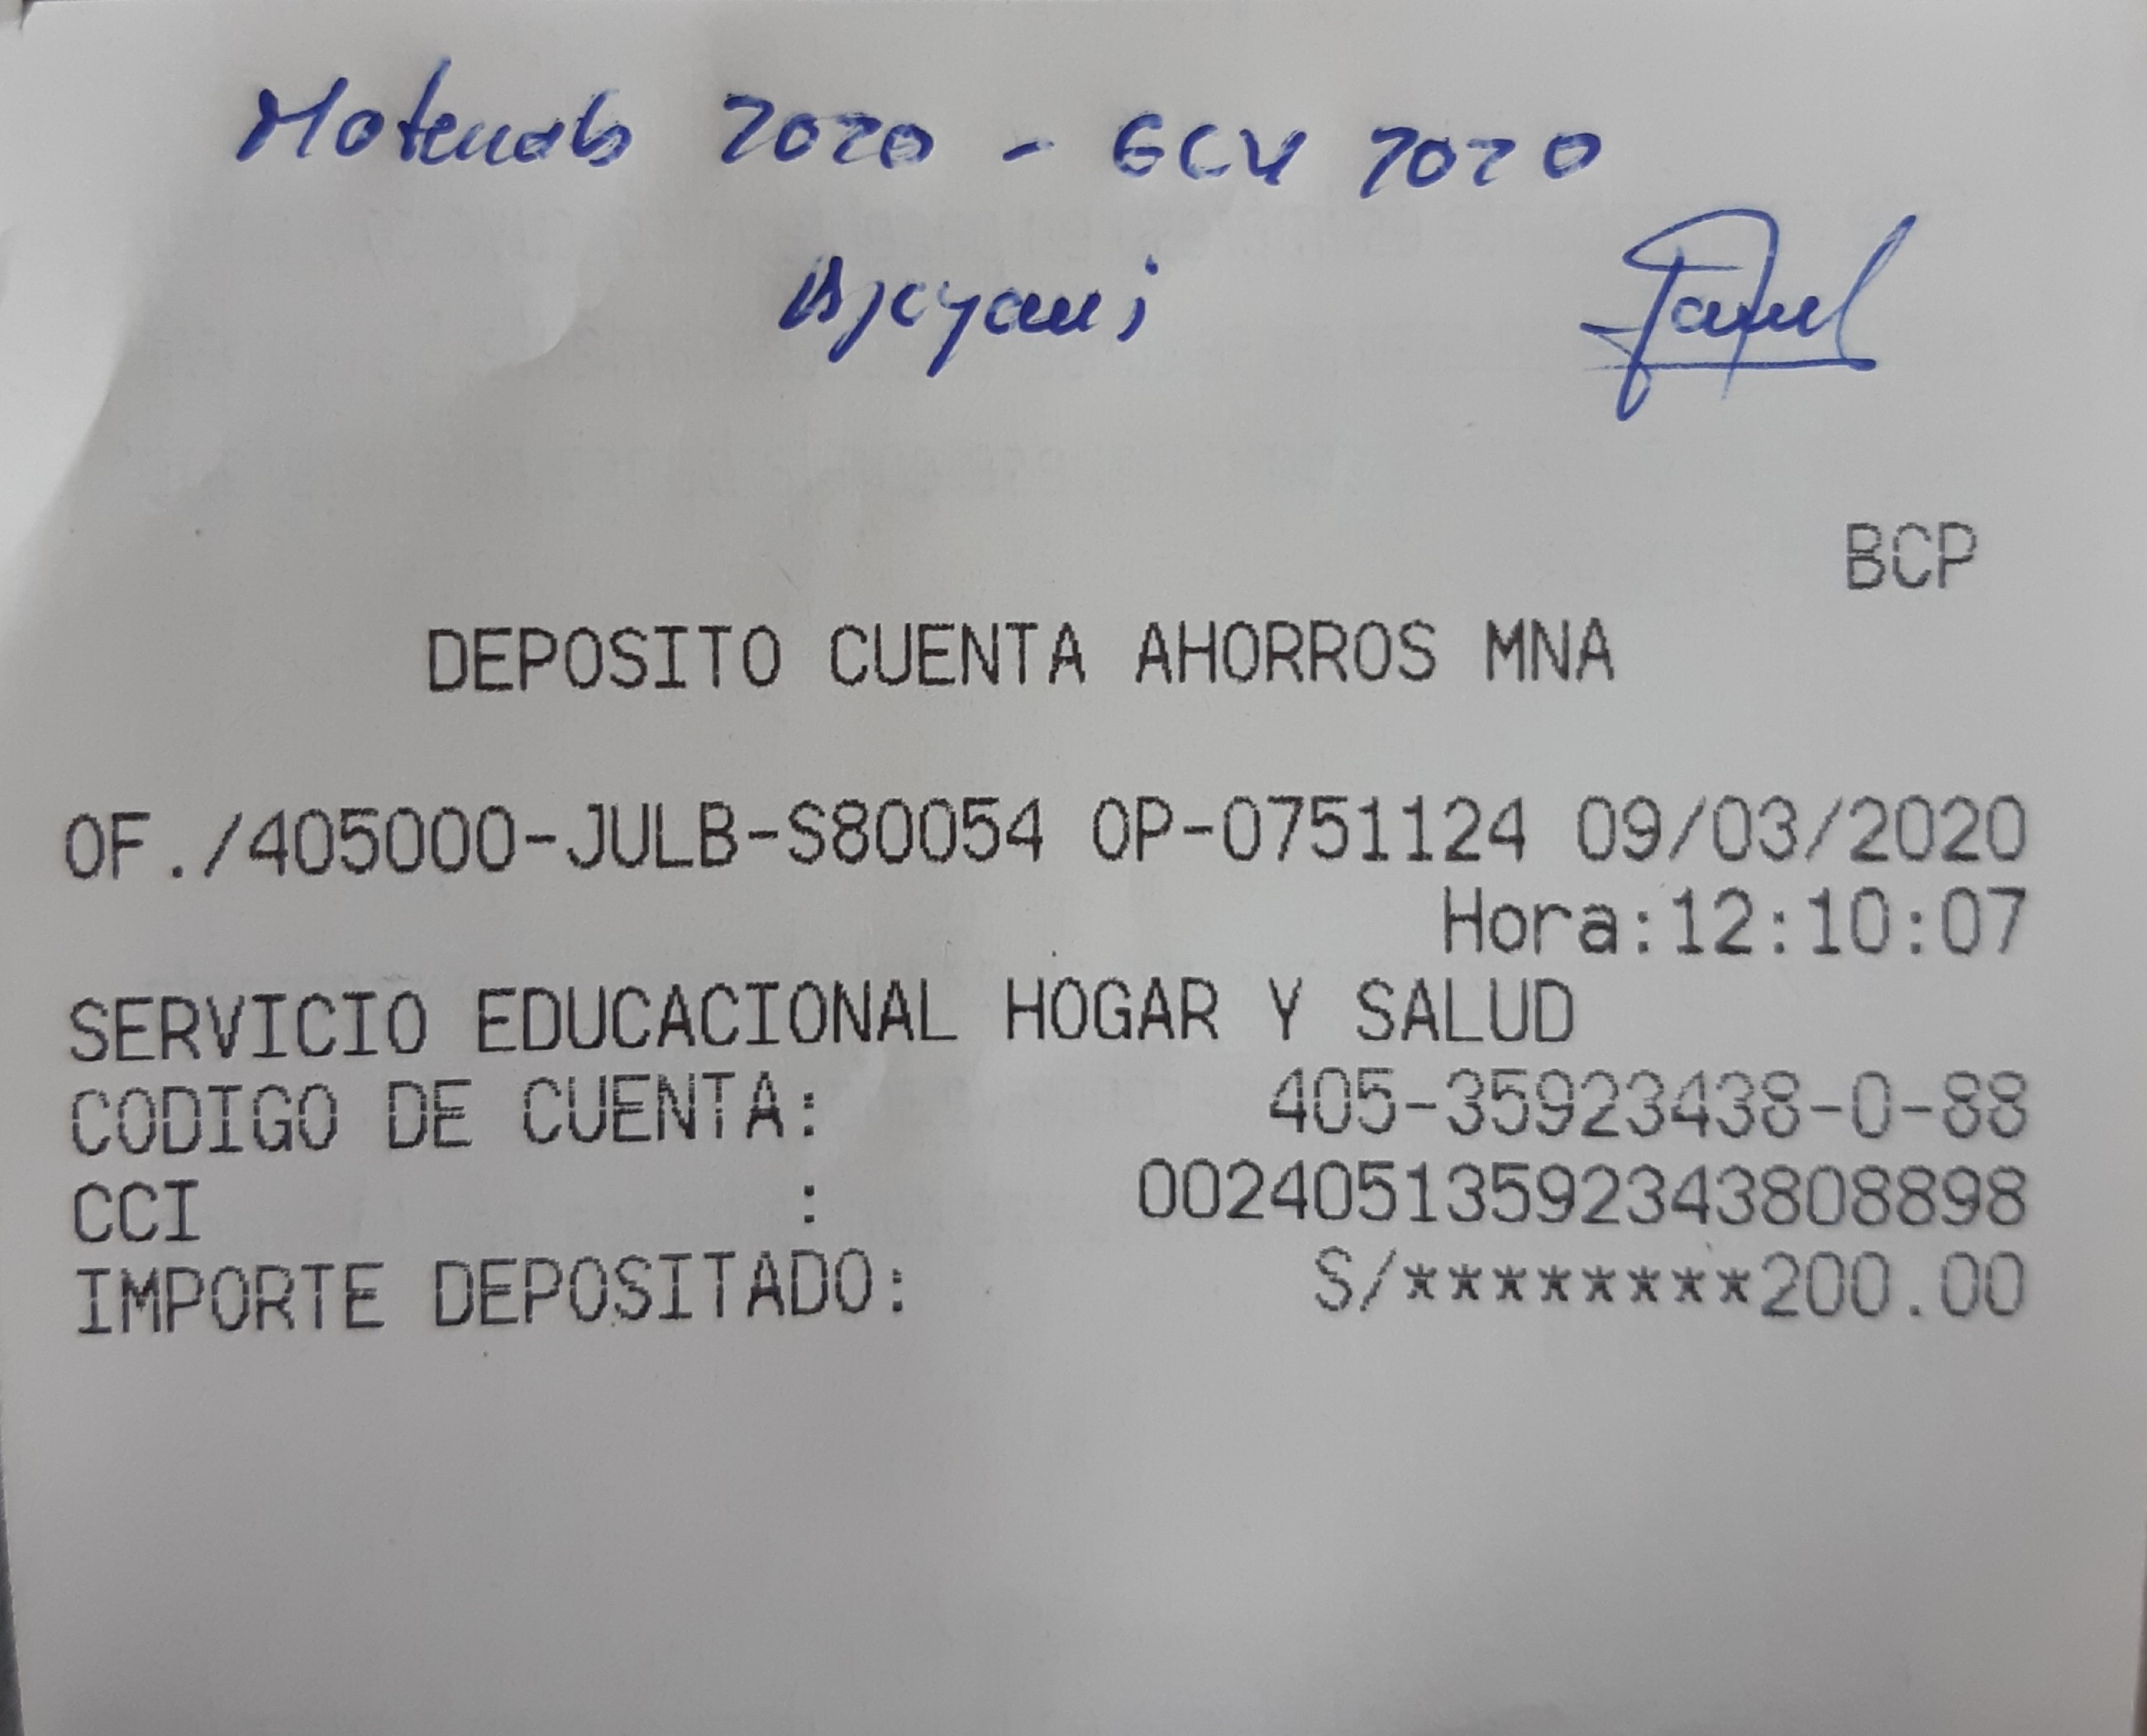 Materials 2020 - GCU 2020
BCP
DEPOSITO CUENTA AHORROS MNA
OF./405000-JULB-S80054 OP-0751124 09/03/2020
Hora:12:10:07
SERVICIO EDUCACIONAL HOGAR Y SALUD
CODIGO DE CUENTA: 405-35923438-0-88
CCI : 00240513592343808898
IMPORTE DEPOSITADO: S/********200.00